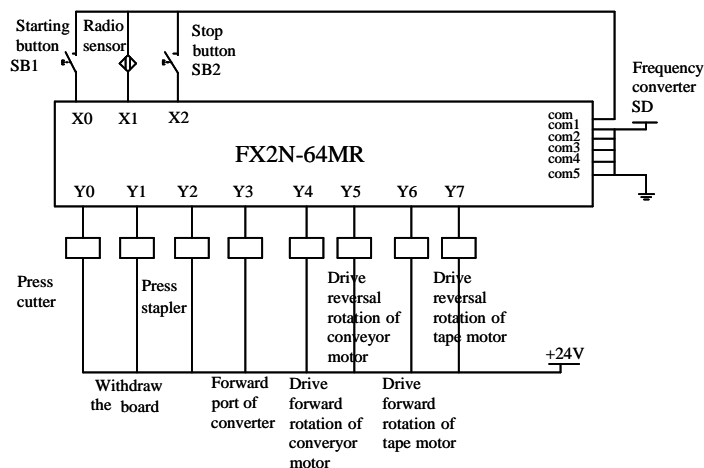 Starting
button
SB1
Radio
sensor
Stop
button
SB2
Frequency
converter
SD
X0 X1 X2
com
com1
com2
com3
com4
com5
FX2N-64MR
Y0 Y1 Y2 Y3 Y4 Y5 Y6 Y7
Press
cutter
Press
stapler
Drive
reversal
rotation of
conveyor
motor
Drive
reversal
rotation of
tape motor
+24V
Withdraw
the board
Forward
port of
converter
Drive
forward
rotation of
converyor
motor
Drive
forward
rotation of
tape motor